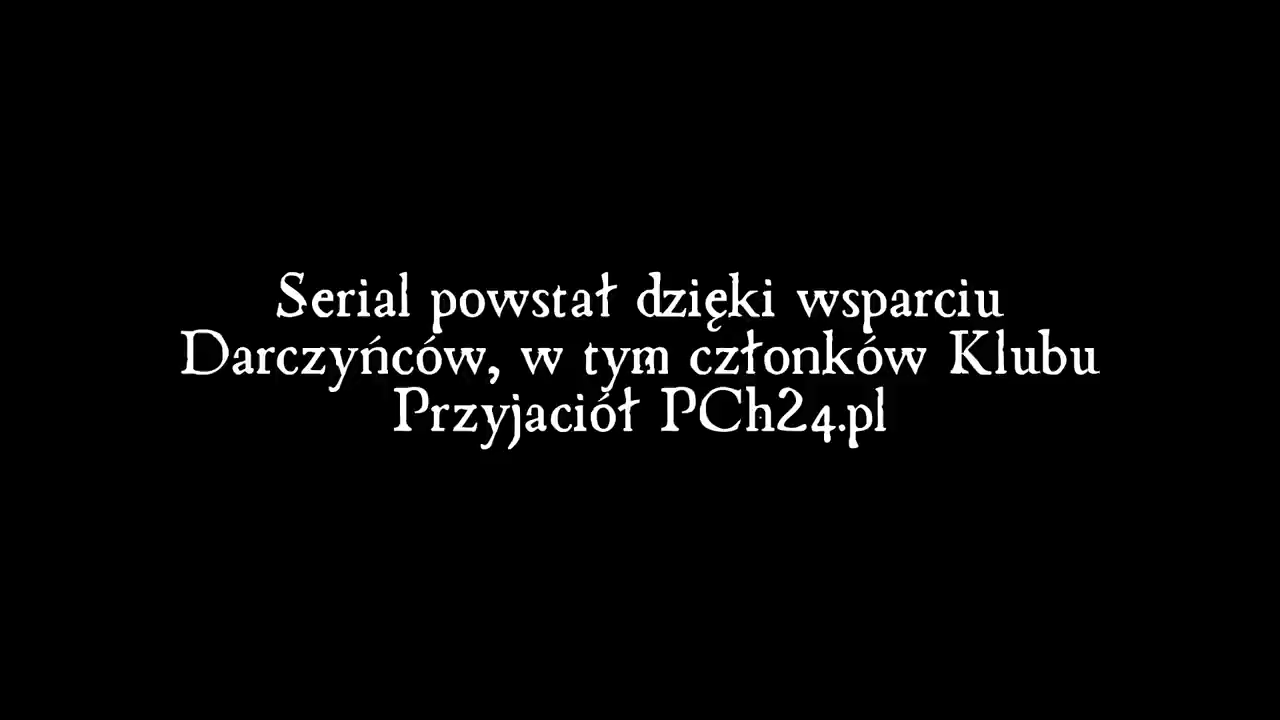 Serial powstał dzięki wsparciu
Darczyńców, w tym członków Klubu
Przyjaciół PCh24.pl